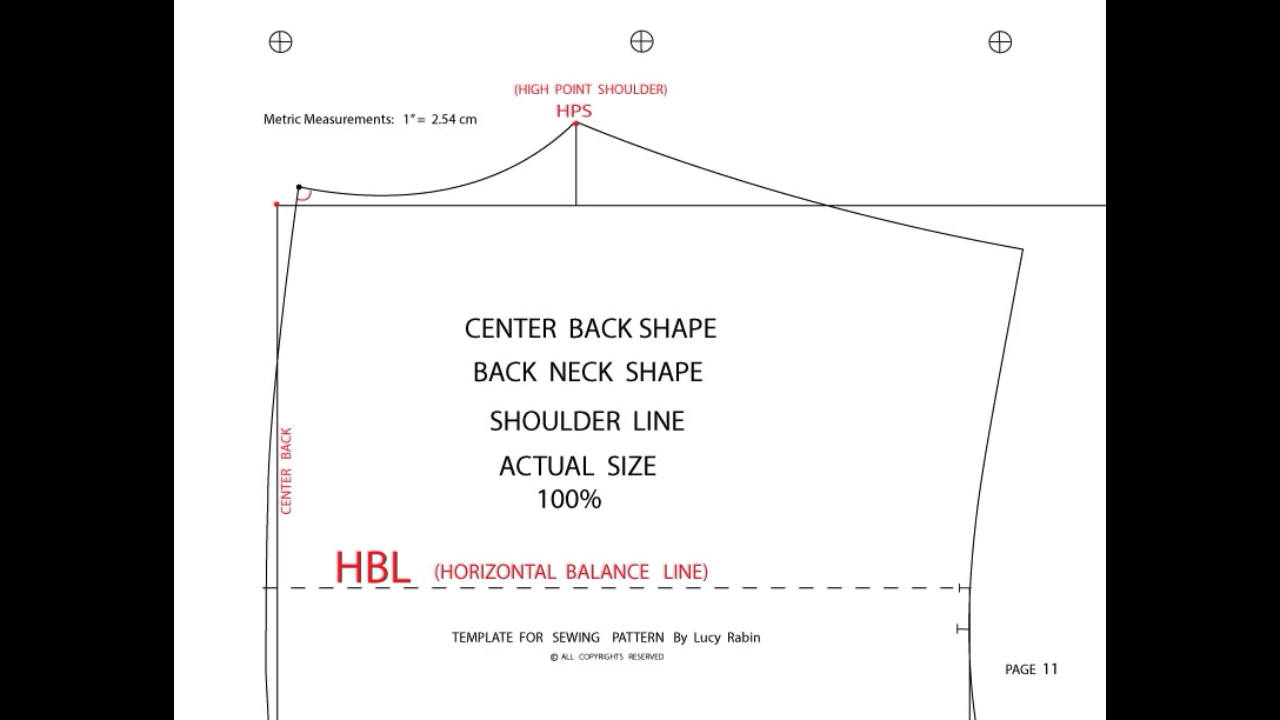 (HIGH POINT SHOULDER)
HPS
Metric Measurements: 1"= 2.54 cm
CENTER BACK SHAPE
BACK NECK SHAPE
SHOULDER LINE
ACTUAL SIZE
100%
CENTER BACK
HBL (HORIZONTAL BALANCE LINE)
TEMPLATE FOR SEWING PATTERN By Lucy Rabin
© ALL COPYRIGHTS RESERVED
PAGE 11